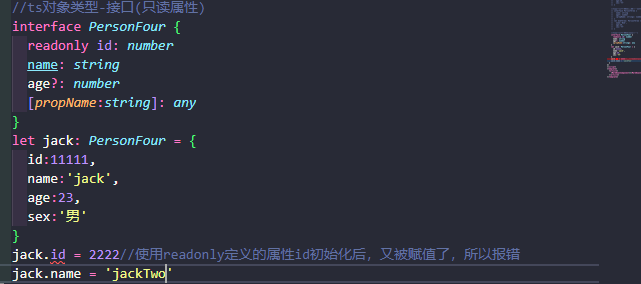 //ts对象类型-接口(只读属性)
interface PersonFour {
  readonly id: number
  name: string
  age?: number
  [propName:string]: any
}
let jack: PersonFour = {
  id:11111,
  name:'jack',
  age:23,
  sex:'男'
}
jack.id = 2222//使用readonly定义的属性id初始化后，又被赋值了，所以报错
jack.name = 'jackTwo'